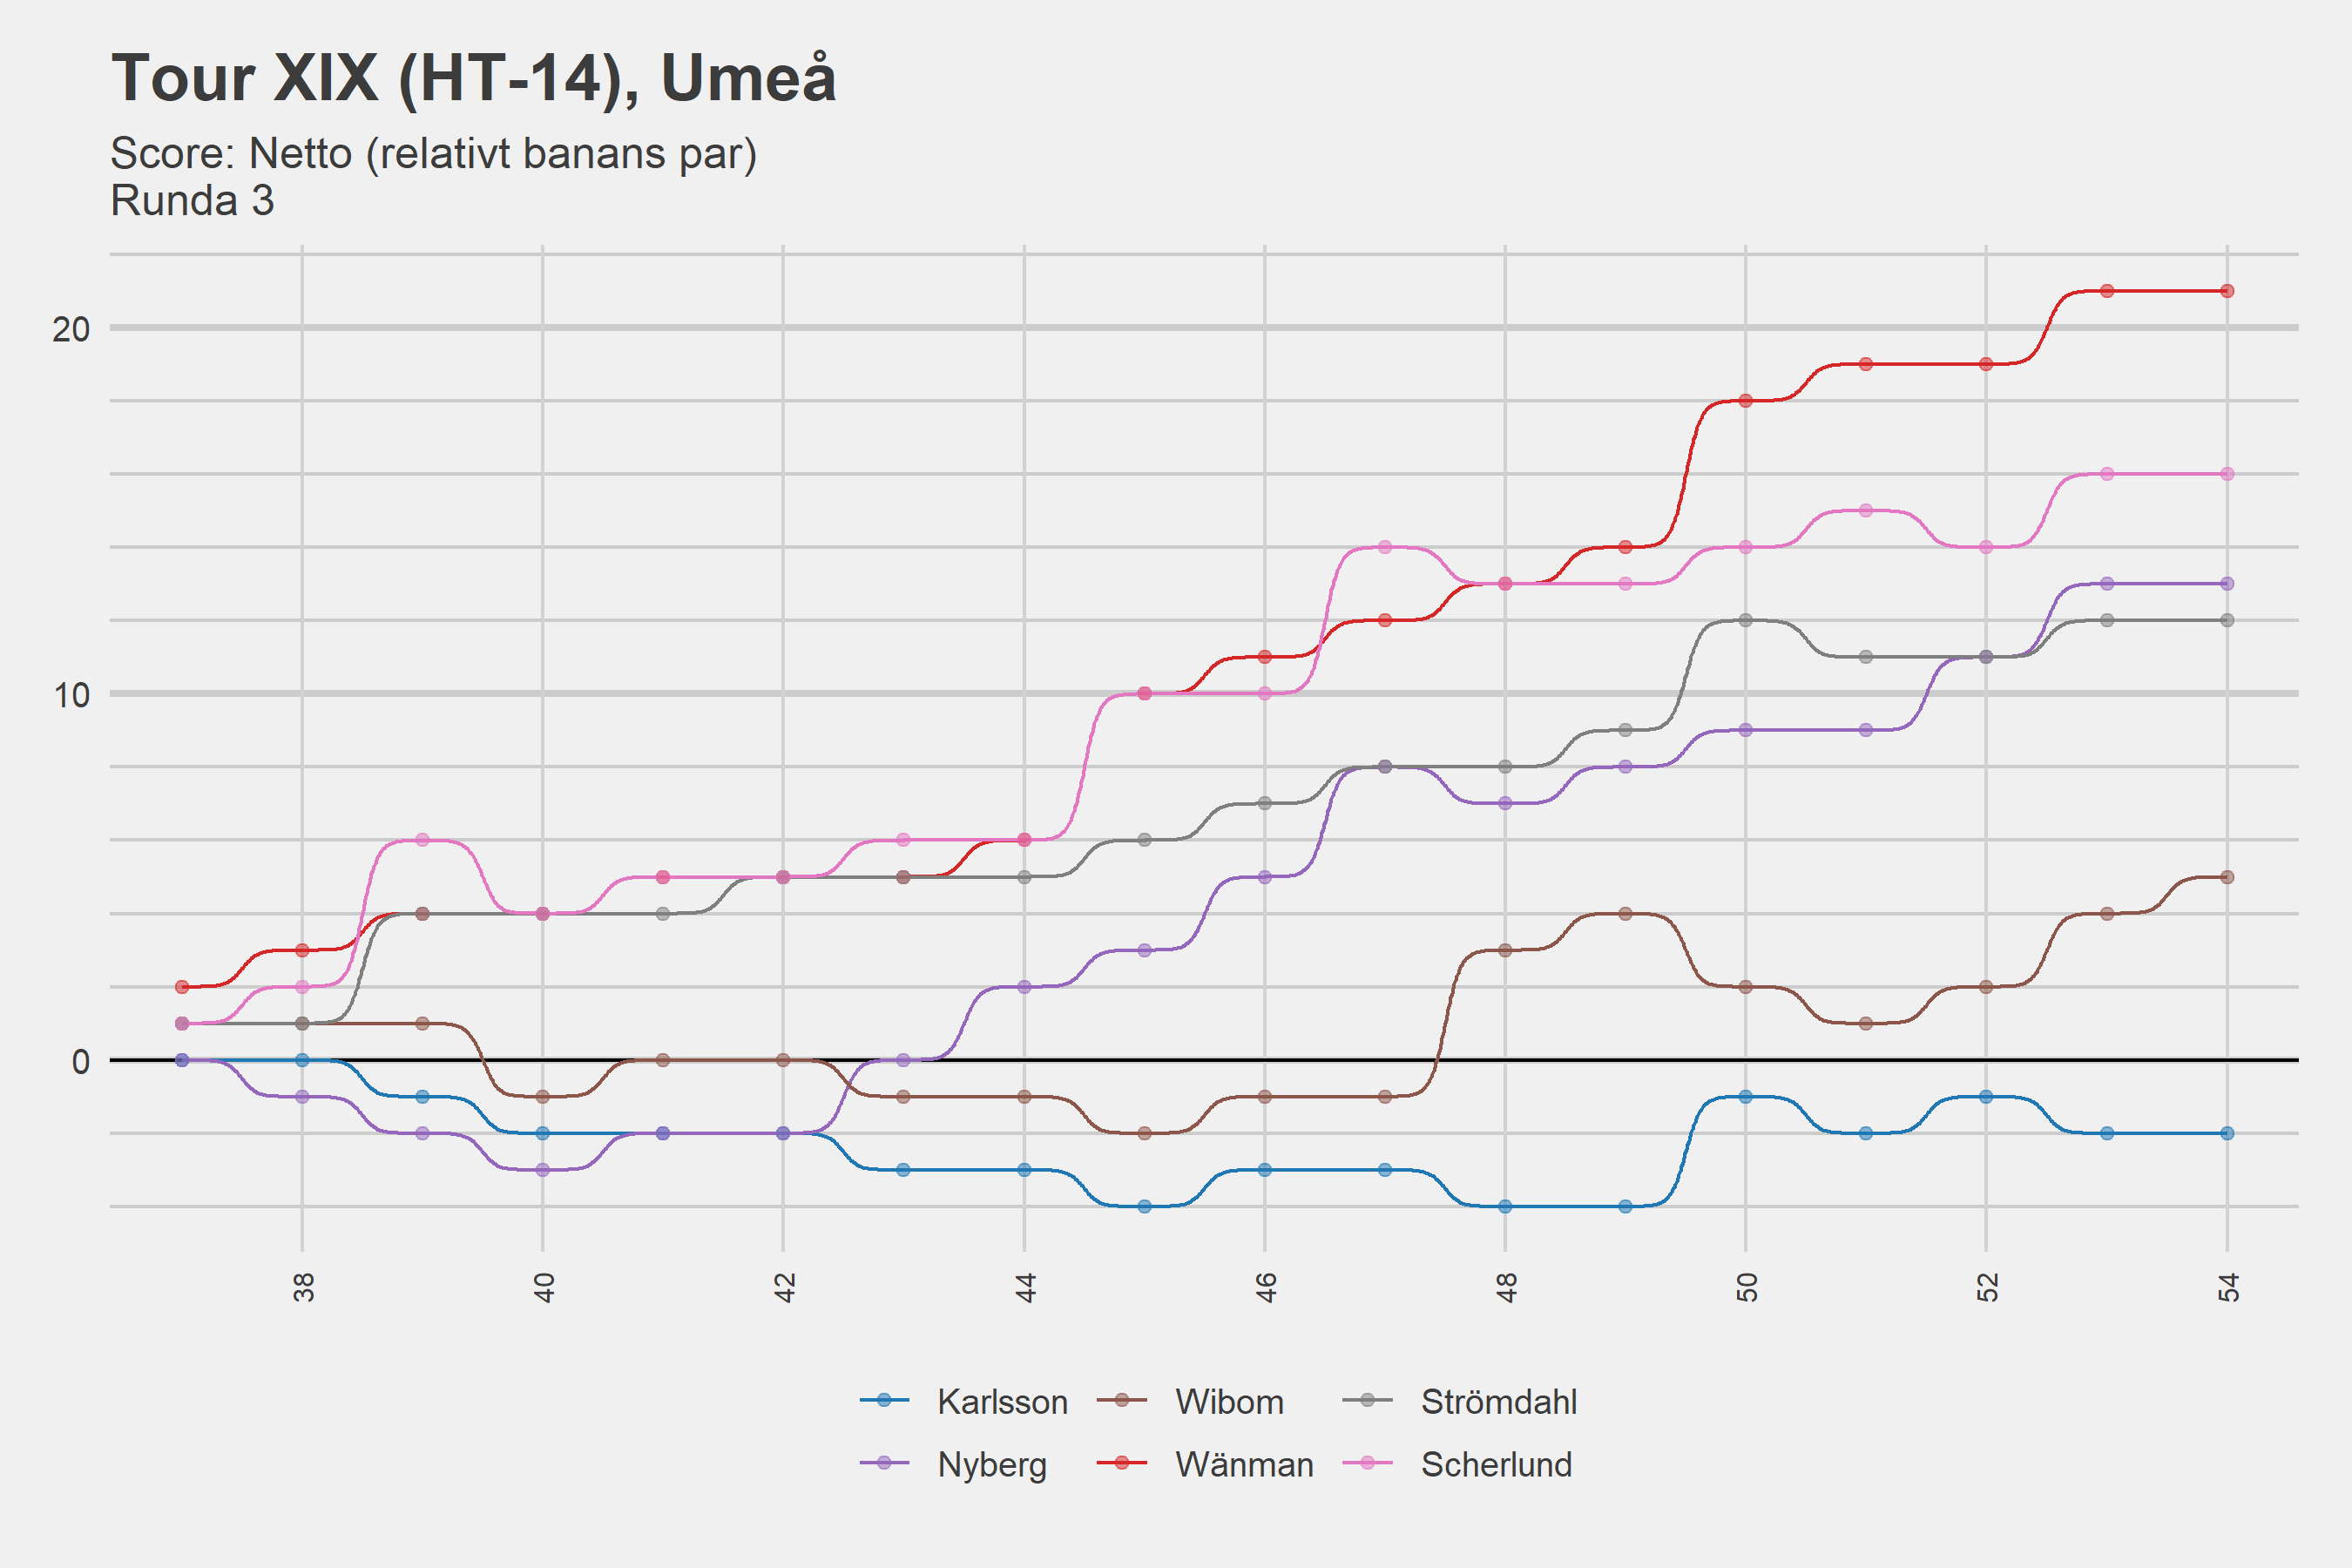 Tour XIX (HT-14), Umeå
Score: Netto (relativt banans par)
Runda 3
20
10
0
38 40 42 44 46 48 50 52 54
Karlsson Wibom Strömdahl
Nyberg Wänman Scherlund